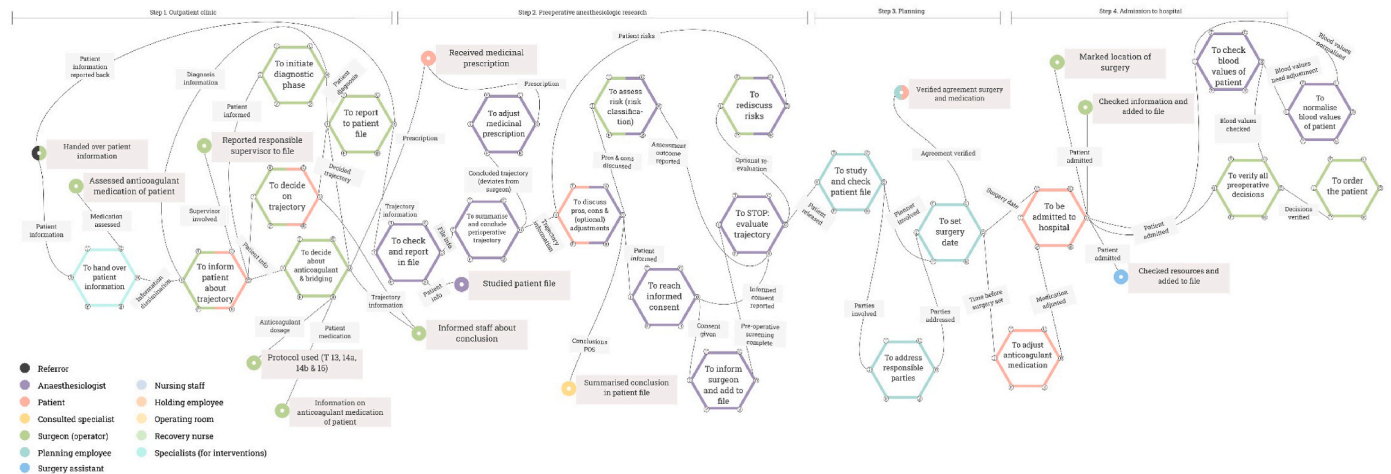 Step 1. Outpatient clinic
Step 2. Preoperative anesthesiologic research
Step 3. Planning
Step 4. Admission to hospital
Patient
information
reported back
Diagnosis
information
Patient
informed
To initiate
diagnostic
phase
Patient
diagnosis
To report
to patient
file
Handed over patient
information
Reported responsible
supervisor to file
Assessed anticoagulant
medication of patient
Decided
trajectory
To decide
on
trajectory
Prescription
Patient
information
Medication
assessed
Supervisor
involved
To hand over
patient
information
Information
dissemination
To inform
patient
about
trajectory
Patient info
To decide
about
anticoagulant
& bridging
Anticoagulant
dosage
Patient
medication
Trajectory
information
Protocol used (T 13, 14a,
14b & 16)
Information on
anticoagulant medication
of patient
Informed staff about
conclusion
Received medicinal
prescription
Prescription
To adjust
medicinal
prescription
Concluded trajectory
(deviates from
surgeon)
Trajectory
information
To check
and report
in file
File info
To summarise
and conclude
perioperative
trajectory
Trajectory
information
Patient
info
Studied patient file
Patient risks
To assess
risk (risk
classifica-
tion)
Pros & cons
discussed
Assessment
outcome
reported
To
rediscuss
risks
Optional re
evaluation
To discuss
pros, cons &
(optional)
adjustments
To STOP:
evaluate
trajectory
Patient
informed
To reach
informed
consent
Informed
consent
reported
Consent
given
Pre-operative
screening
complete
Conclusions
POS
Summarised conclusion
in patient file
To inform
surgeon
and add to
file
Verified agreement surgery
and medication
Agreement verified
To study
and check
patient file
Patient
released
Planner
involved
To set
surgery
date
Surgery date
Parties
involved
Parties
addressed
Time before
surgery set
To address
responsible
parties
Marked location of
surgery
Checked information and
added to file
Patient
admitted
To be
admitted to
hospital
Patient
admitted
Patient
admitted
Checked resources and
added to file
Medication
adjusted
To adjust
anticoagulant
medication
To check
blood
values of
patient
Blood values
normalised
Blood values
need adjustment
To
normalise
blood values
of patient
Blood values
checked
To verify all
preoperative
decisions
Decisions
verified
To order
the patient
Referror
Anaesthesiologist
Patient
Consulted specialist
Surgeon (operator)
Planning employee
Surgery assistant
Nursing staff
Holding employee
Operating room
Recovery nurse
Specialists (for interventions)